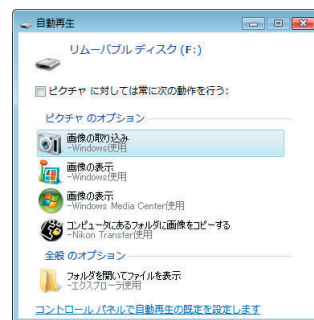 自動再生
リムーバブル ディスク (F:)
ピクチャ に対しては常に次の動作を行う:
ピクチャ のオプション
画像の取り込み
-Windows使用
画像の表示
-Windows使用
画像の表示
-Windows Media Center使用
コンピュータにあるフォルダに画像をコピーする
-Nikon Transfer使用
全般 のオプション
フォルダを開いてファイルを表示
-エクスプローラ使用
コントロール パネルで自動再生の既定を設定します